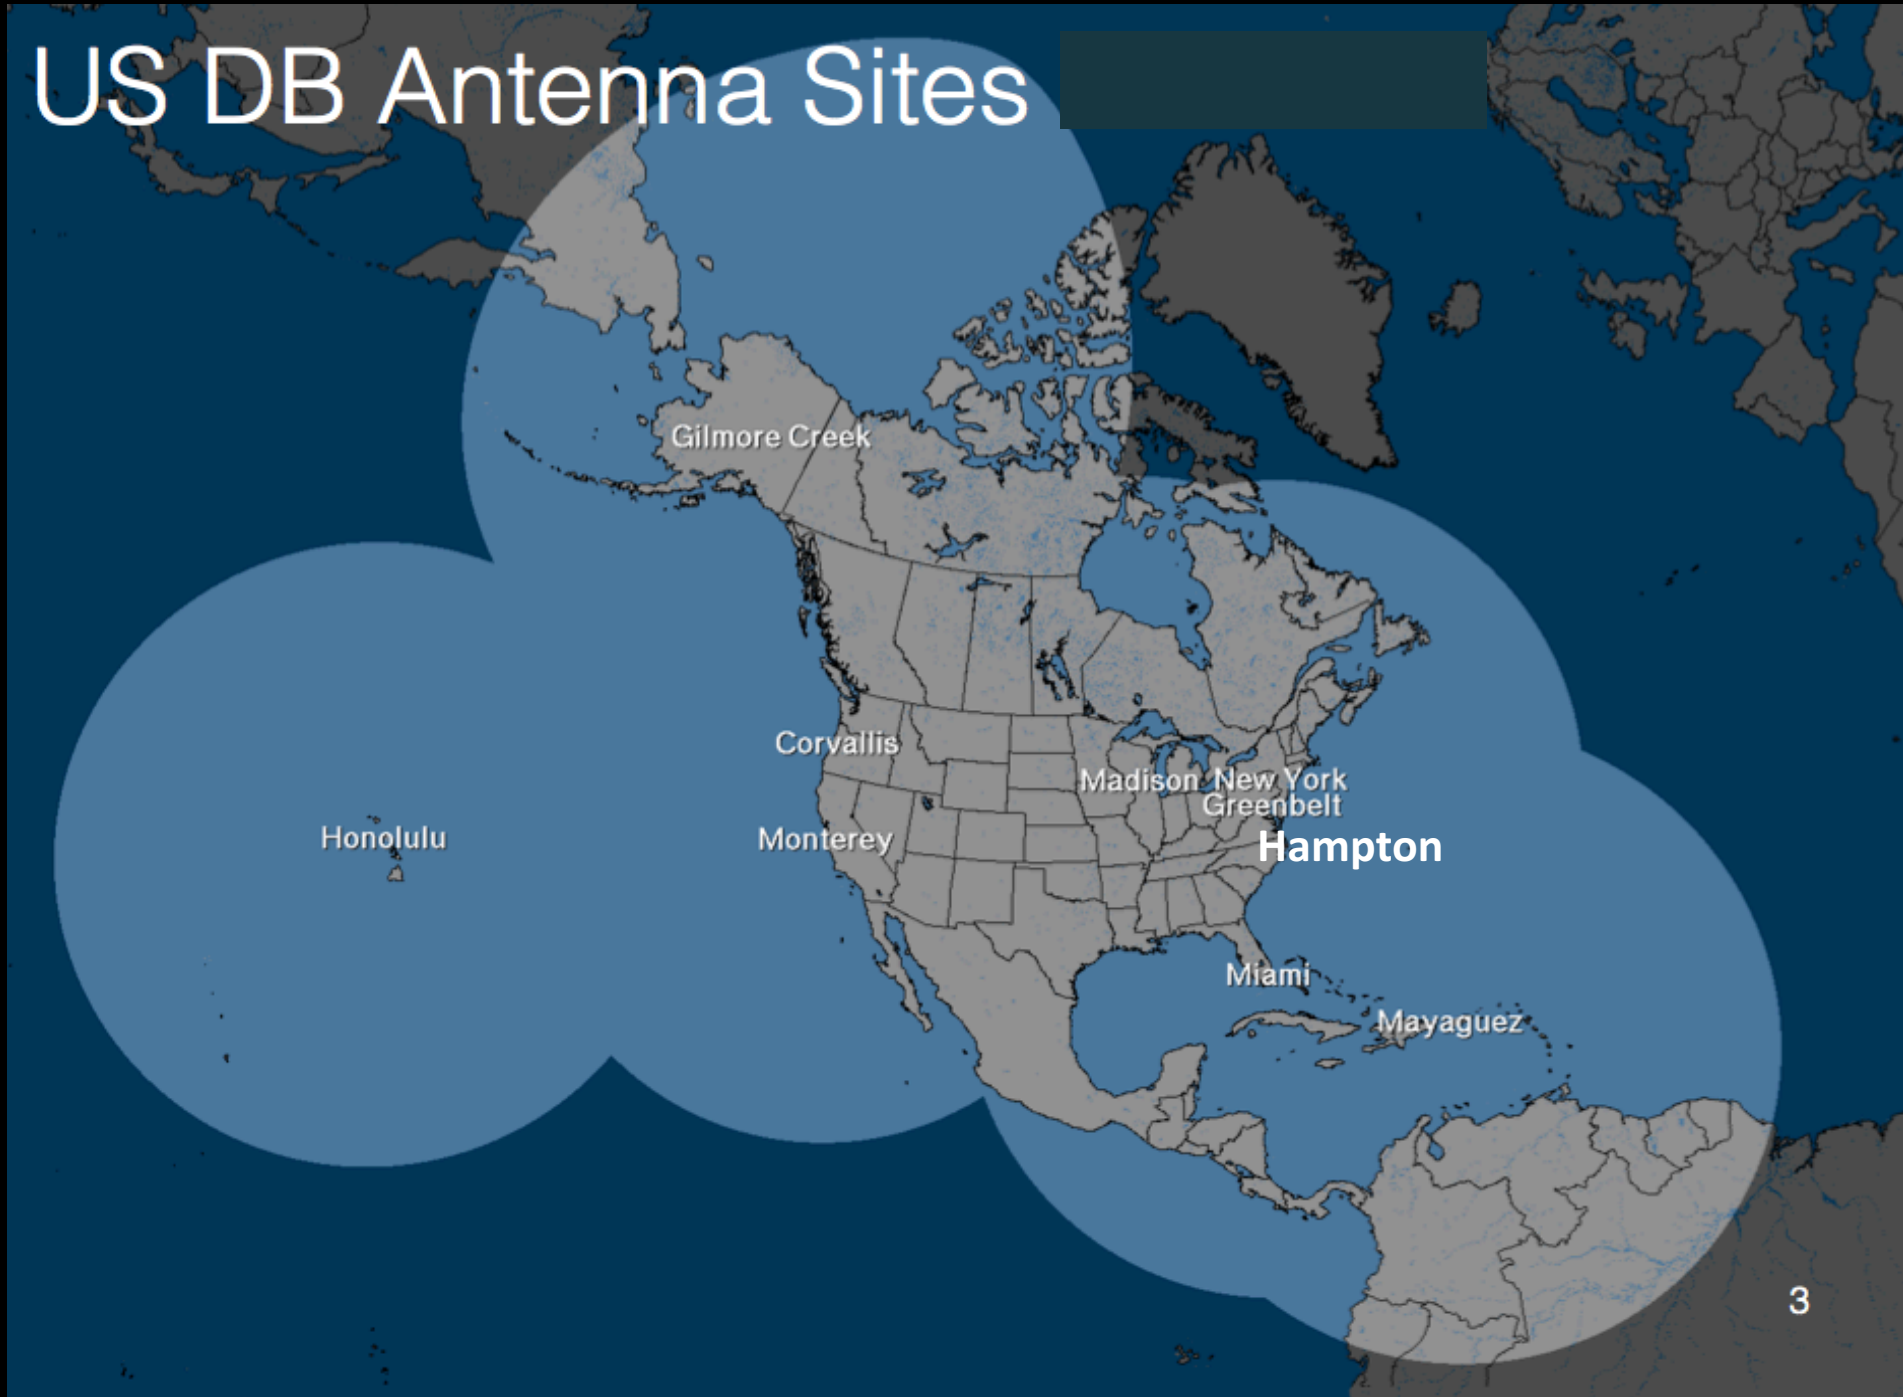 US DB Antenna Sites
Gilmore Creek
Corvallis
Madison New York
Greenbelt
Honolulu
Monterey
Hampton
Miami
Mayaguez
3